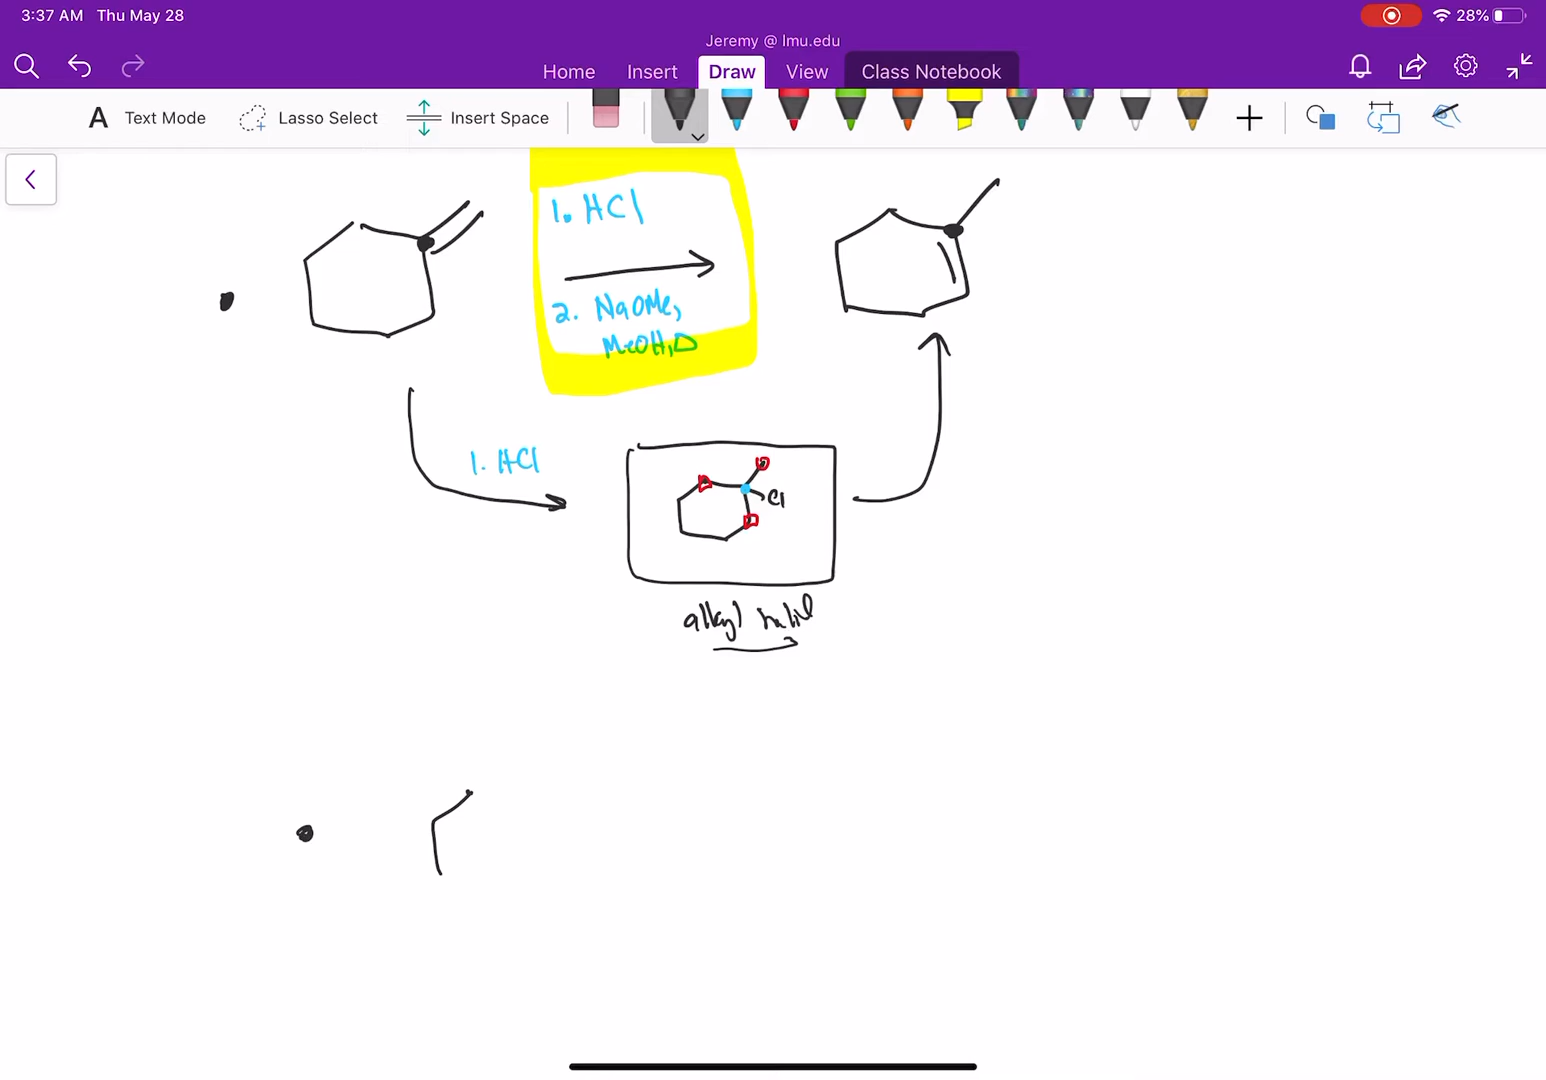 3:37 AM Thu May 28
28%
Jeremy @ lmu.edu
Home Insert Draw View Class Notebook
A Text Mode Lasso Select Insert Space
1. HCl
2. NaOMe,
MeOH, Δ
1. HCl
Cl
alkyl